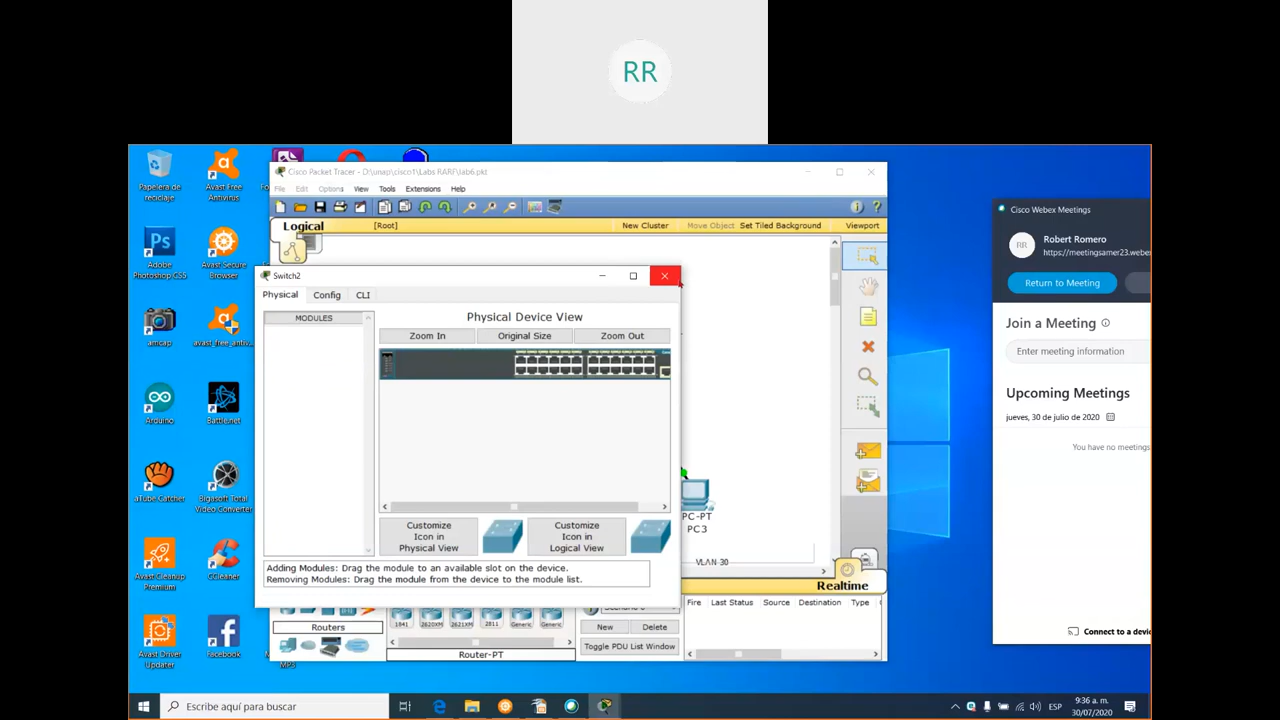 RR
Papelera de
reciclaje
Avast Free
Antivirus
Adobe
Photoshop CS5
Avast Secure
Browser
amcap
avast_free_antiv...
Arduino
Battle.net
aTube Catcher
Bigasoft Total
Video Converter
Avast Cleanup
Premium
CCleaner
Avast Driver
Updater
Facebook
MP3
Cisco Packet Tracer - D:\unap\cisco1\Labs RARF\lab6.pkt
File Edit Options View Tools Extensions Help
Logical [Root] New Cluster Move Object Set Tiled Background Viewport
Switch2
Physical Config CLI
MODULES
Physical Device View
Zoom In Original Size Zoom Out
Customize
Icon in
Physical View
Customize
Icon in
Logical View
Adding Modules: Drag the module to an available slot on the device.
Removing Modules: Drag the module from the device to the module list.
PC-PT
PC3
VLAN 30
Realtime
Fire Last Status Source Destination Type
Routers
1841 2620XM 2621XM 2811 Generic Generic
Router-PT
New Delete
Toggle PDU List Window
Cisco Webex Meetings
RR
Robert Romero
https://meetingsamer23.webe
Return to Meeting
Join a Meeting
Enter meeting information
Upcoming Meetings
jueves, 30 de julio de 2020
You have no meetings
Connect to a devi
Escribe aquí para buscar
ESP
9:36 a. m.
30/07/2020